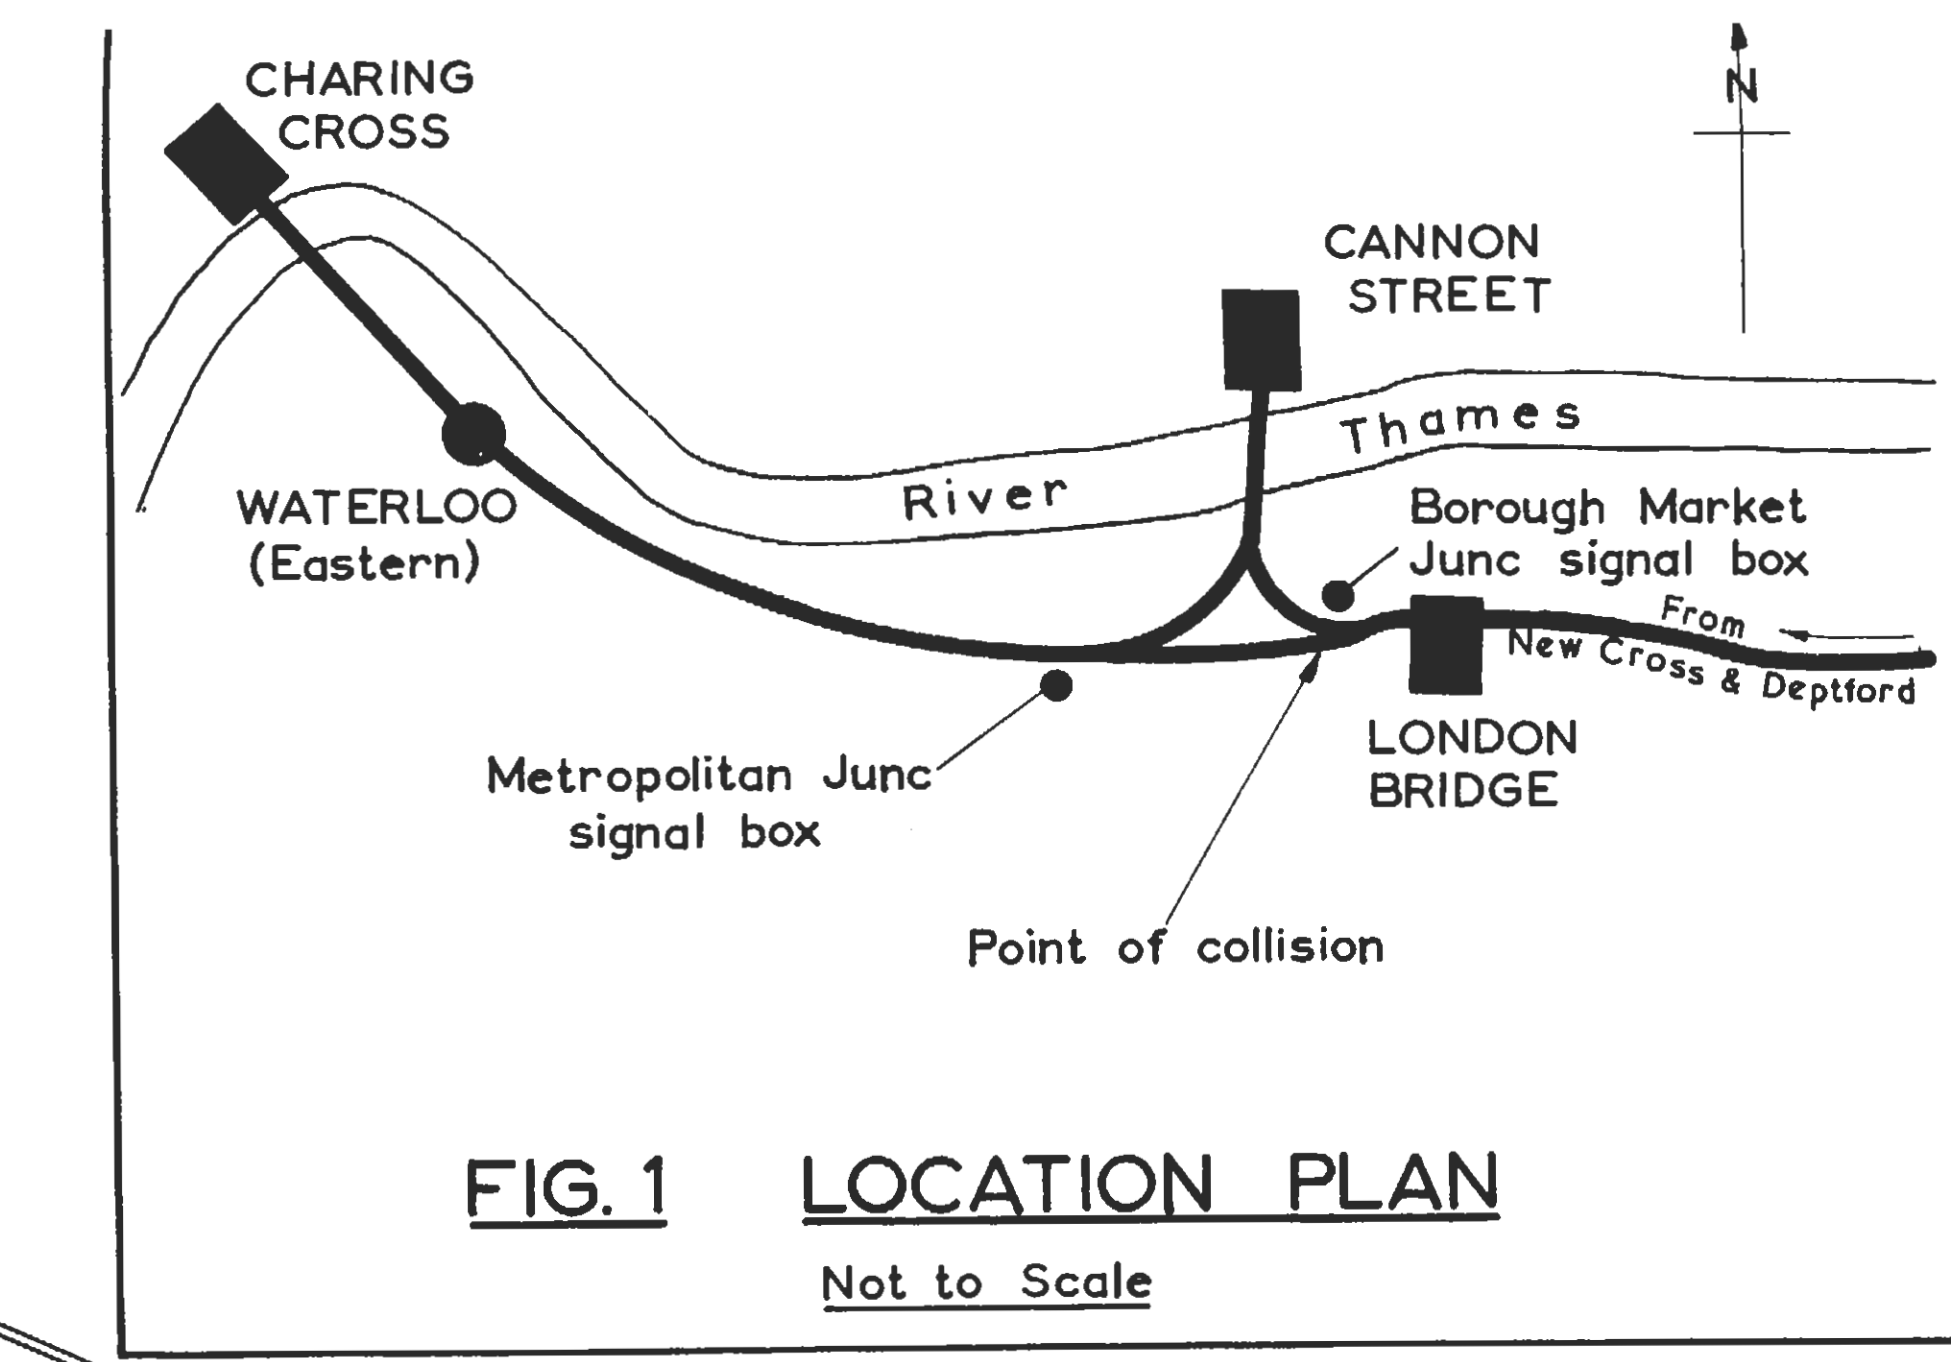 CHARING
CROSS
N
CANNON
STREET
River Thames
WATERLOO
(Eastern)
Borough Market
Junc signal box
From
New Cross & Deptford
LONDON
BRIDGE
Metropolitan Junc
signal box
Point of collision
FIG. 1 LOCATION PLAN
Not to Scale